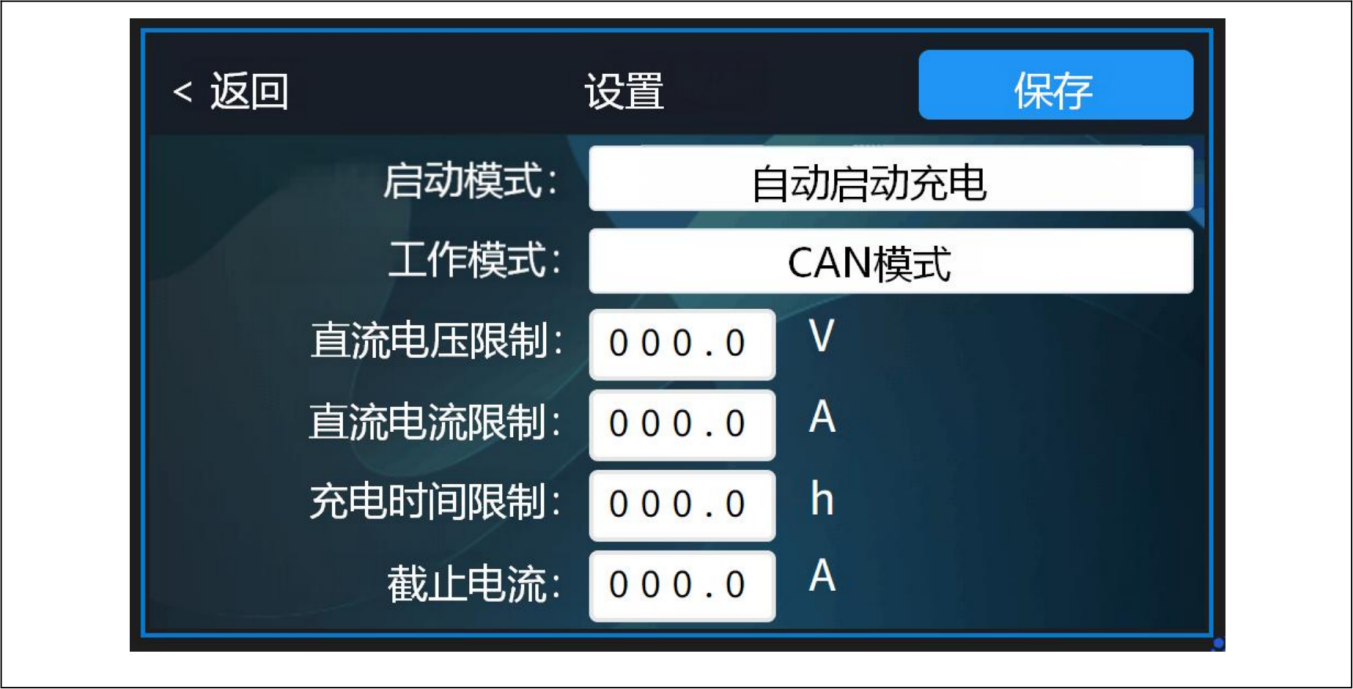 < 返回 设置 保存
启动模式： 自动启动充电
工作模式： CAN模式
直流电压限制： 000.0 V
直流电流限制： 000.0 A
充电时间限制： 000.0 h
截止电流： 000.0 A